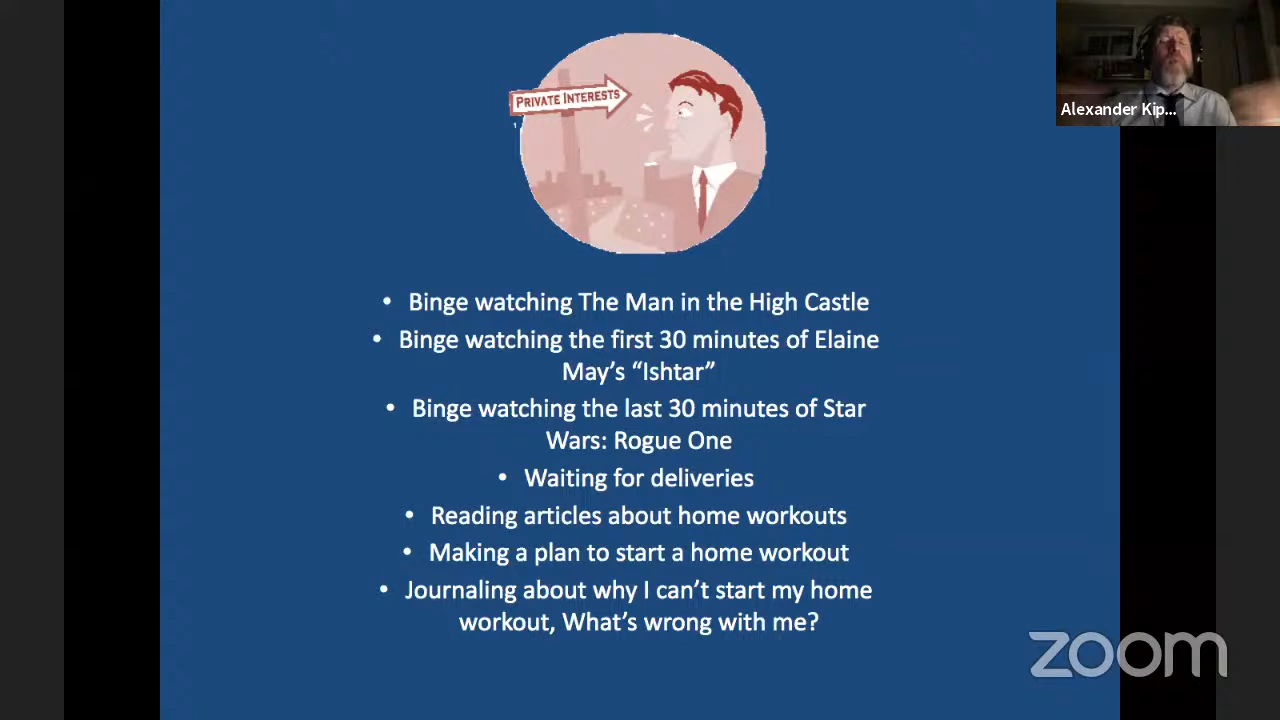 PRIVATE INTERESTS
Alexander Kip...
• Binge watching The Man in the High Castle
• Binge watching the first 30 minutes of Elaine
May’s “Ishtar”
• Binge watching the last 30 minutes of Star
Wars: Rogue One
• Waiting for deliveries
• Reading articles about home workouts
• Making a plan to start a home workout
• Journaling about why I can’t start my home
workout, What’s wrong with me?
zoom